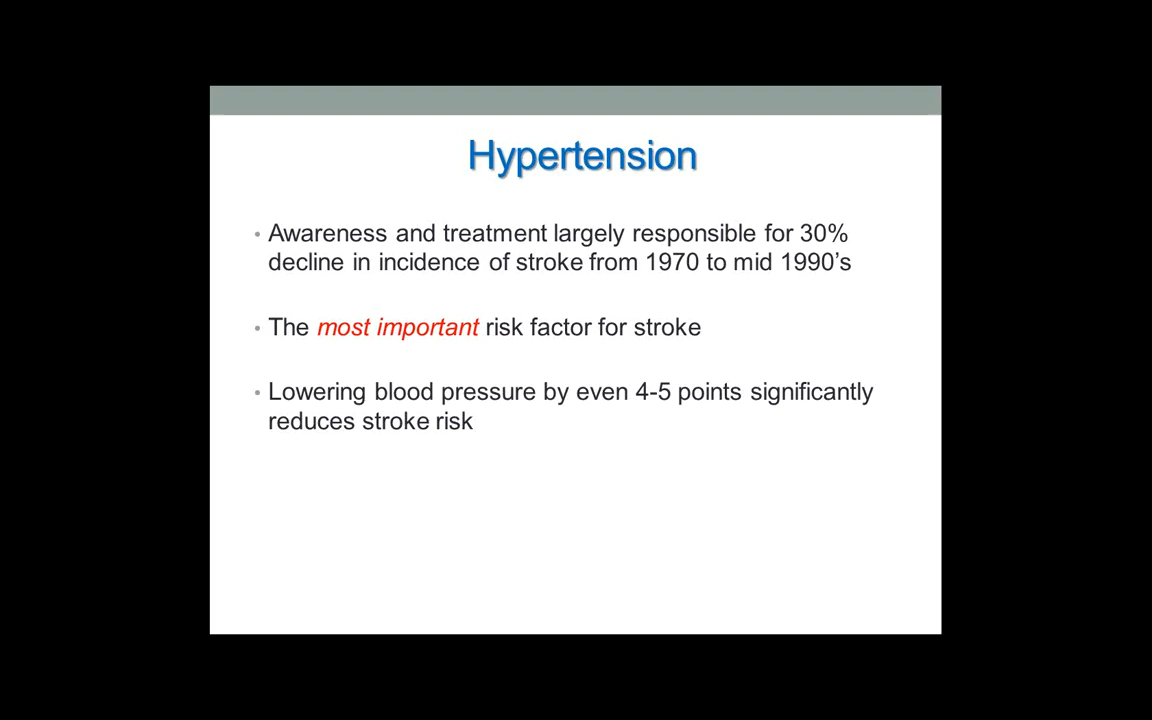 Hypertension
• Awareness and treatment largely responsible for 30%
decline in incidence of stroke from 1970 to mid 1990’s
• The most important risk factor for stroke
• Lowering blood pressure by even 4-5 points significantly
reduces stroke risk